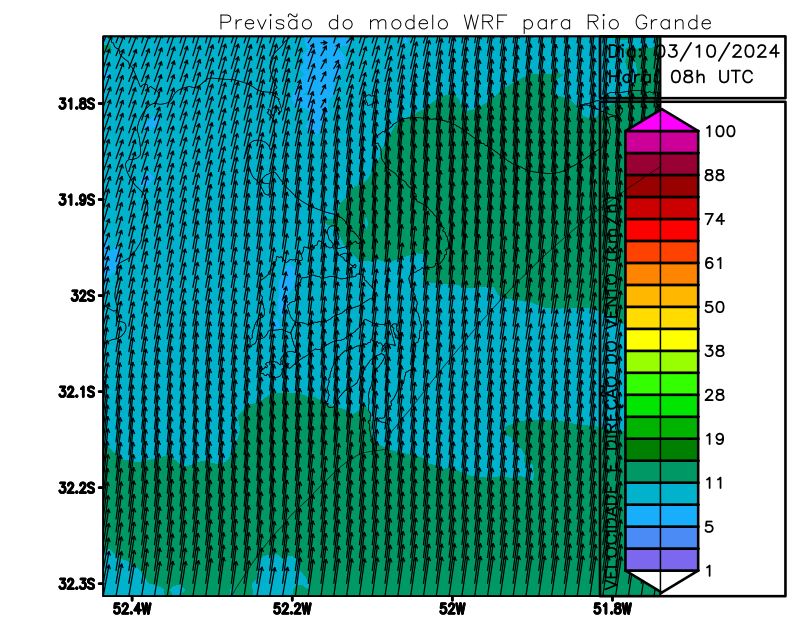 Previsão do modelo WRF para Rio Grande
Dia: 03/10/2024
Hora: 08h UTC
31.8S
31.9S
32S
32.1S
32.2S
32.3S
52.4W
52.2W
52W
51.8W
VELOCIDADE E DIREÇÃO DO VENTO (km/h)
100
88
74
61
50
38
28
19
11
5
1